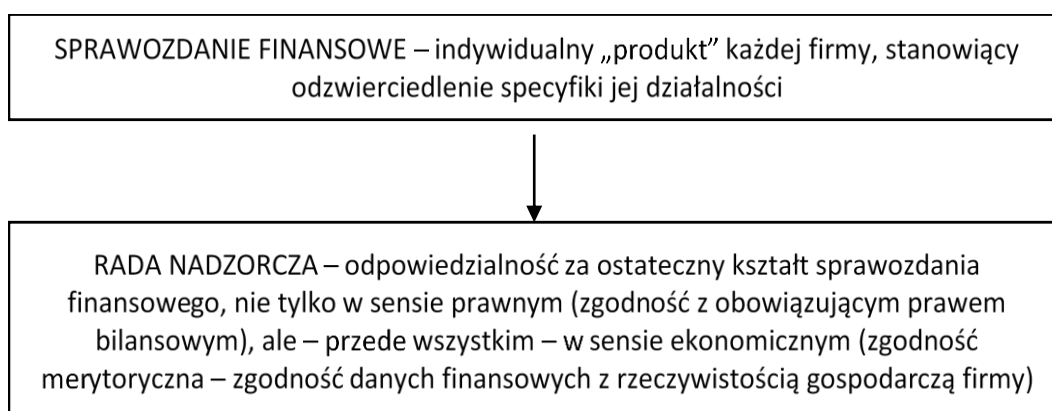 SPRAWOZDANIE FINANSOWE – indywidualny „produkt” każdej firmy, stanowiący
odzwierciedlenie specyfiki jej działalności
RADA NADZORCZA – odpowiedzialność za ostateczny kształt sprawozdania
finansowego, nie tylko w sensie prawnym (zgodność z obowiązującym prawem
bilansowym), ale – przede wszystkim – w sensie ekonomicznym (zgodność
merytoryczna – zgodność danych finansowych z rzeczywistością gospodarczą firmy)